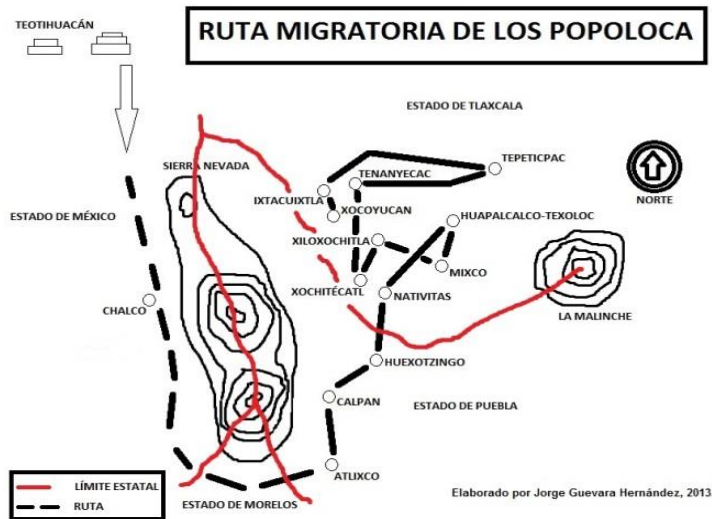 TEOTIHUACÁN
RUTA MIGRATORIA DE LOS POPOLOCA
ESTADO DE TLAXCALA
SIERRA NEVADA
TENANYECAC
TEPETICPAC
IXTACUIXTLA
XOCOYUCAN
NORTE
ESTADO DE MÉXICO
HUAPALCALCO-TEXOLOC
XILOXOCHITLA
MIXCO
XOCHITÉCATL
NATIVITAS
CHALCO
LA MALINCHE
HUEXOTZINGO
CALPAN
ESTADO DE PUEBLA
ATLIXCO
LÍMITE ESTATAL
RUTA
ESTADO DE MORELOS
Elaborado por Jorge Guevara Hernández, 2013